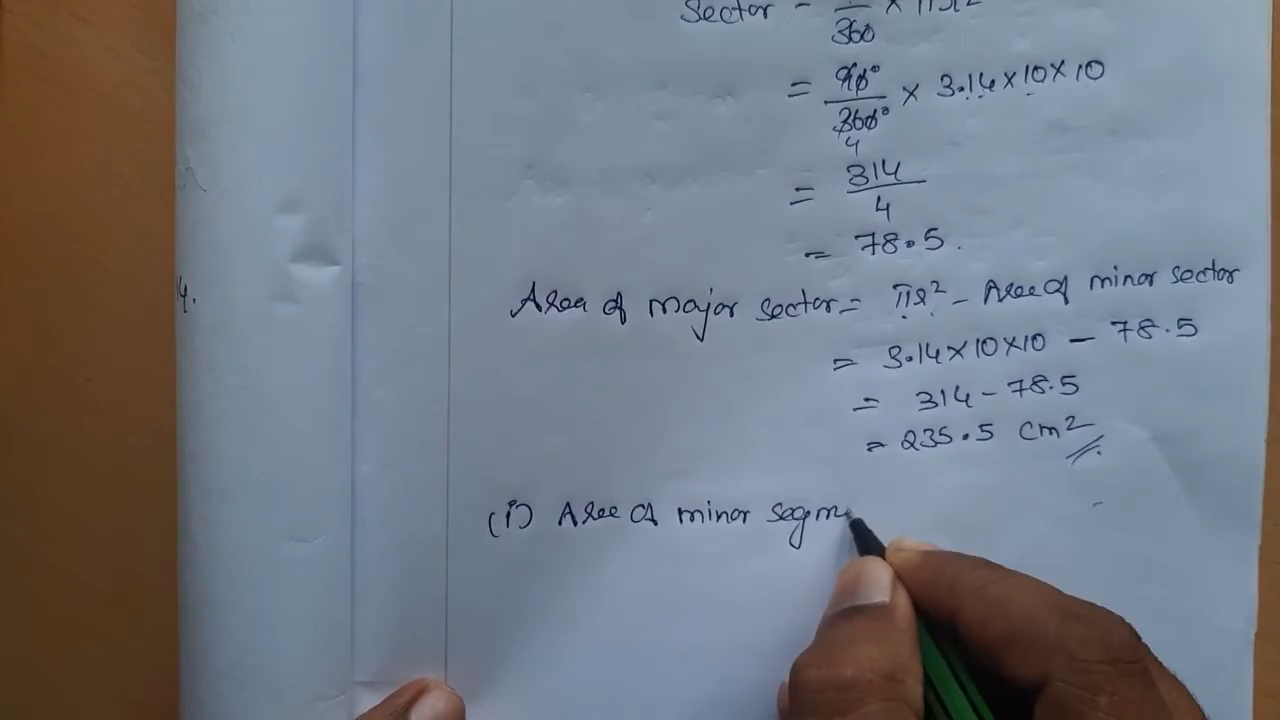 Sector = /360 × πr2
= 90°/360° × 3.14×10×10
4
= 314/4
= 78.5.
4.
Area of major sector = πr² - Area of minor sector
= 3.14×10×10 - 78.5
= 314 - 78.5
= 235.5 cm²
(i) Area of minor segm